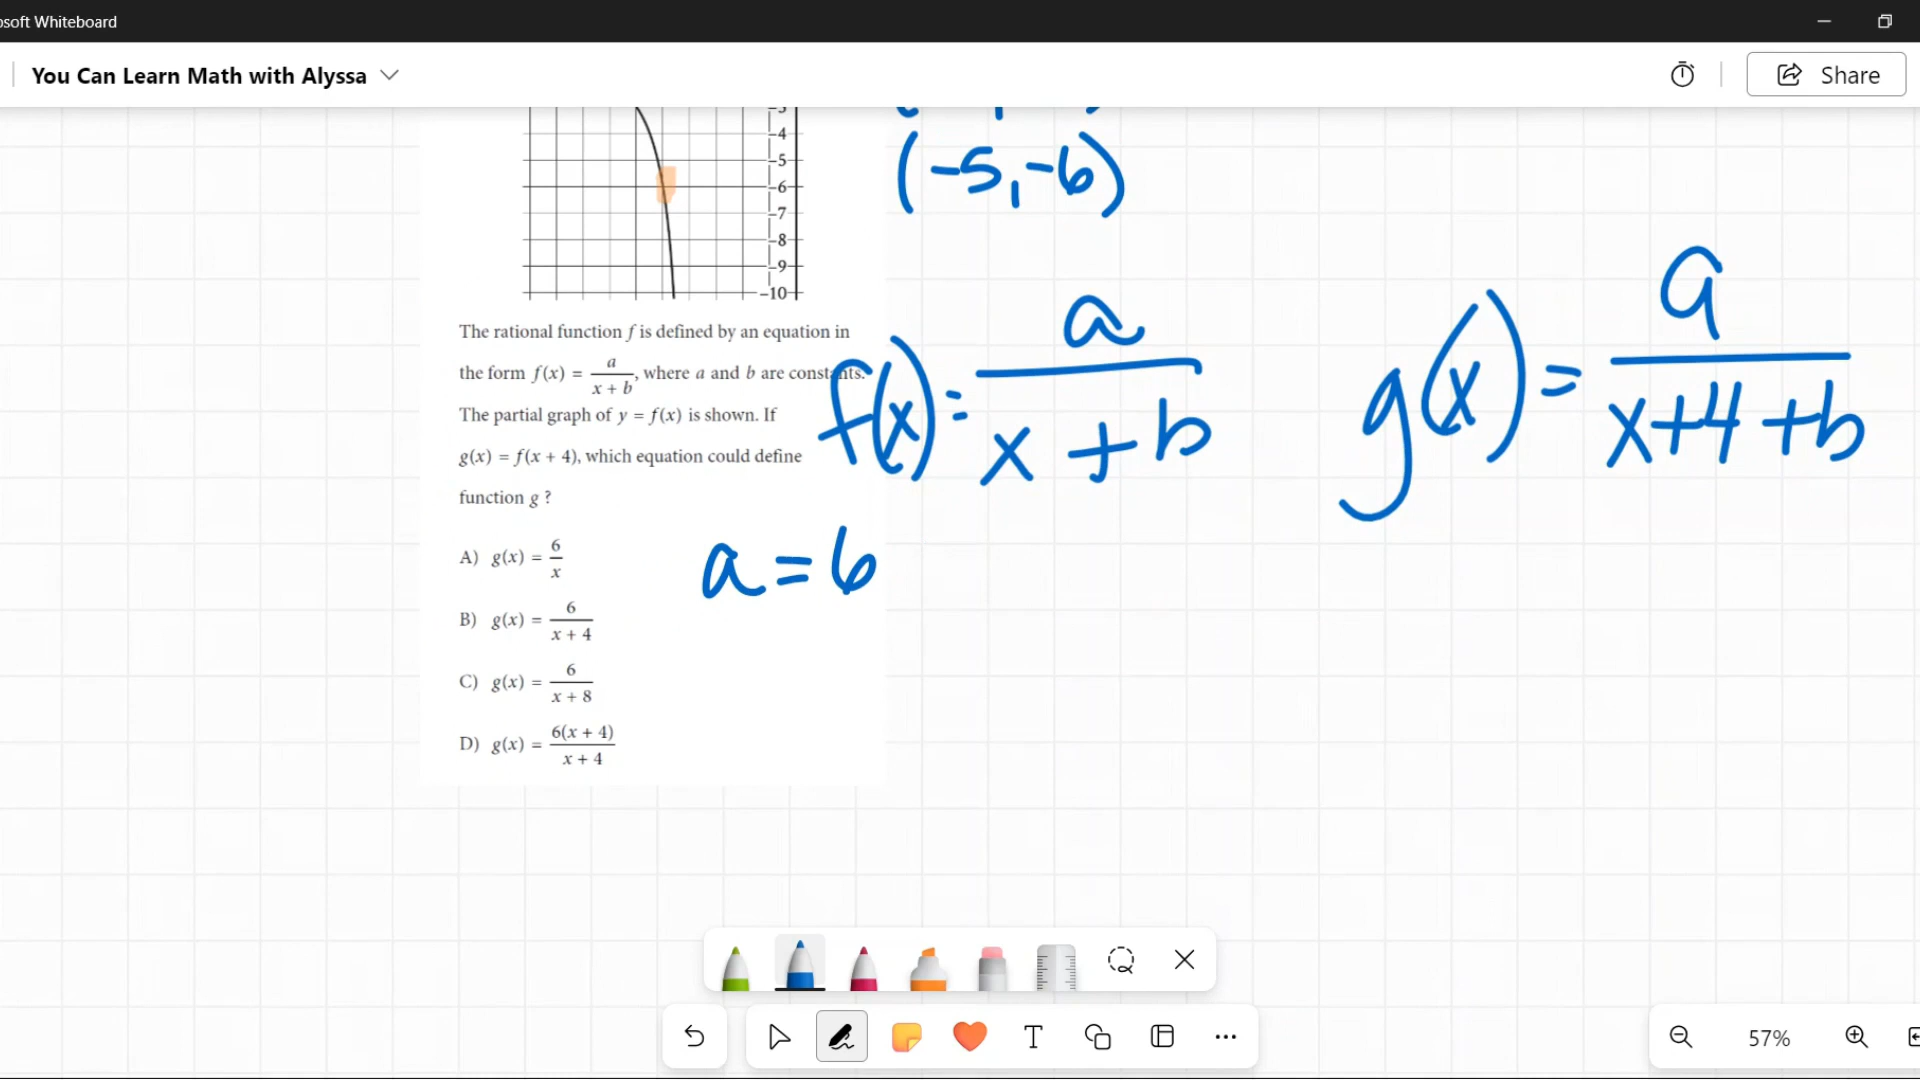 osoft Whiteboard
You Can Learn Math with Alyssa
Share
-4
-5
-6
-7
-8
-9
-10
(-5,-6)
The rational function f is defined by an equation in
the form f(x) = a/(x + b), where a and b are constants.
The partial graph of y = f(x) is shown. If
g(x) = f(x + 4), which equation could define
function g ?
f(x) = a/(x + b)
g(x) = a/(x+4+b)
a = 6
A) g(x) = 6/x
B) g(x) = 6/(x + 4)
C) g(x) = 6/(x + 8)
D) g(x) = 6(x + 4)/(x + 4)
T
57%